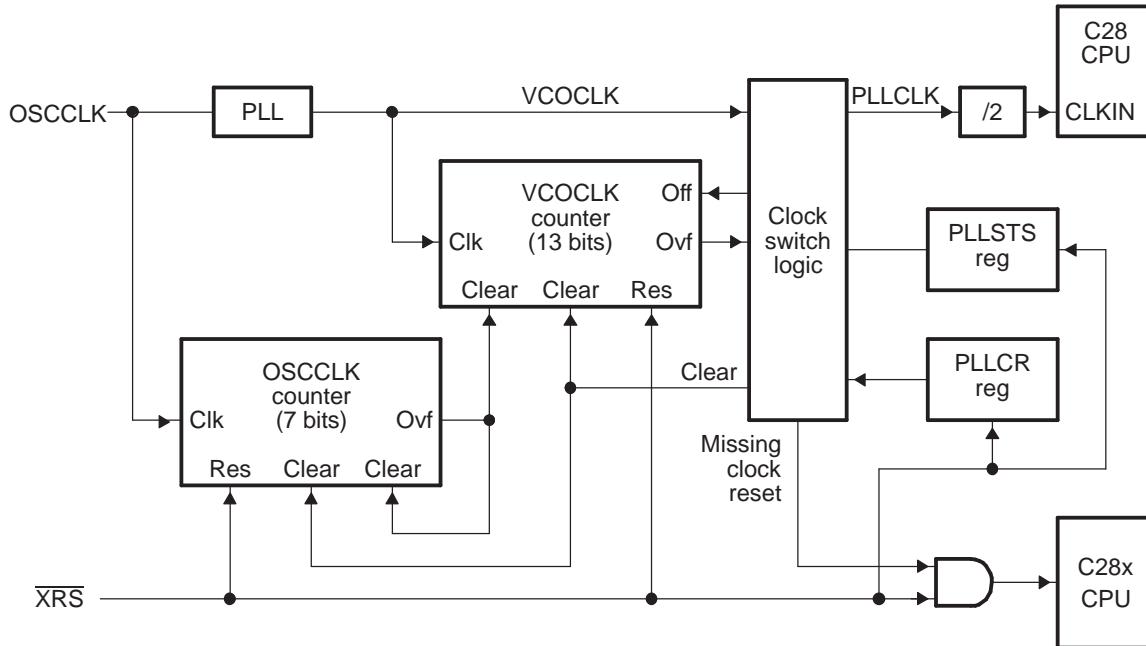 C28
CPU
OSCCLK
PLL
VCOCLK
PLLCLK
/2
CLKIN
VCOCLK
counter
(13 bits)
Off
Clk
Ovf
Clear
Clear
Res
Clock
switch
logic
PLLSTS
reg
OSCCLK
counter
(7 bits)
Clk
Ovf
Res
Clear
Clear
Clear
PLLCR
reg
Missing
clock
reset
XRS
C28x
CPU